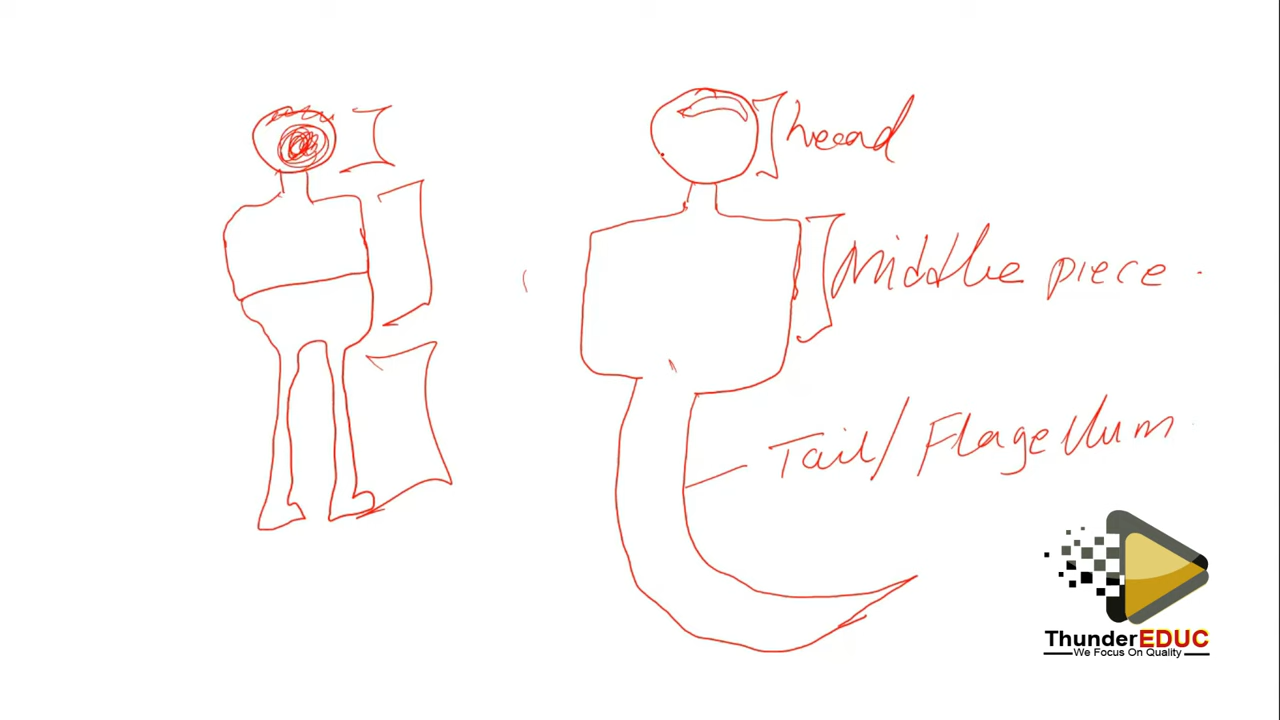 head
Middle piece.
Tail/Flagellum
ThunderEDUC
We Focus On Quality